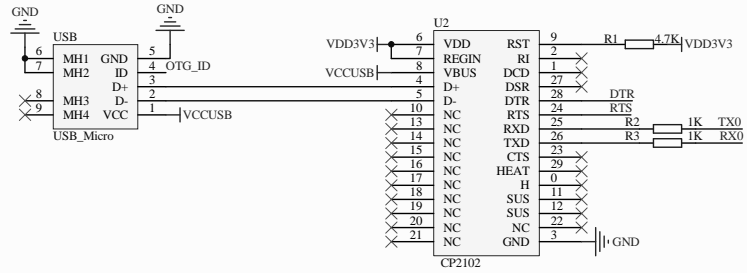 GND
GND
USB
6 MH1 GND 5
7 MH2 ID 4 OTG_ID
D+ 3
8 MH3 D- 2
9 MH4 VCC 1 VCCUSB
USB_Micro
U2
VDD3V3 6 VDD RST 9 R1 4.7K VDD3V3
7 REGIN RI 2
VCCUSB 8 VBUS DCD 1
4 D+ DSR 27
5 D- DTR 28 DTR
10 NC RTS 24 RTS
13 NC RXD 25 R2 1K TX0
14 NC TXD 26 R3 1K RX0
15 NC CTS 23
16 NC HEAT 29
17 NC H 0
18 NC SUS 11
19 NC SUS 12
20 NC NC 22
21 NC GND 3 GND
CP2102